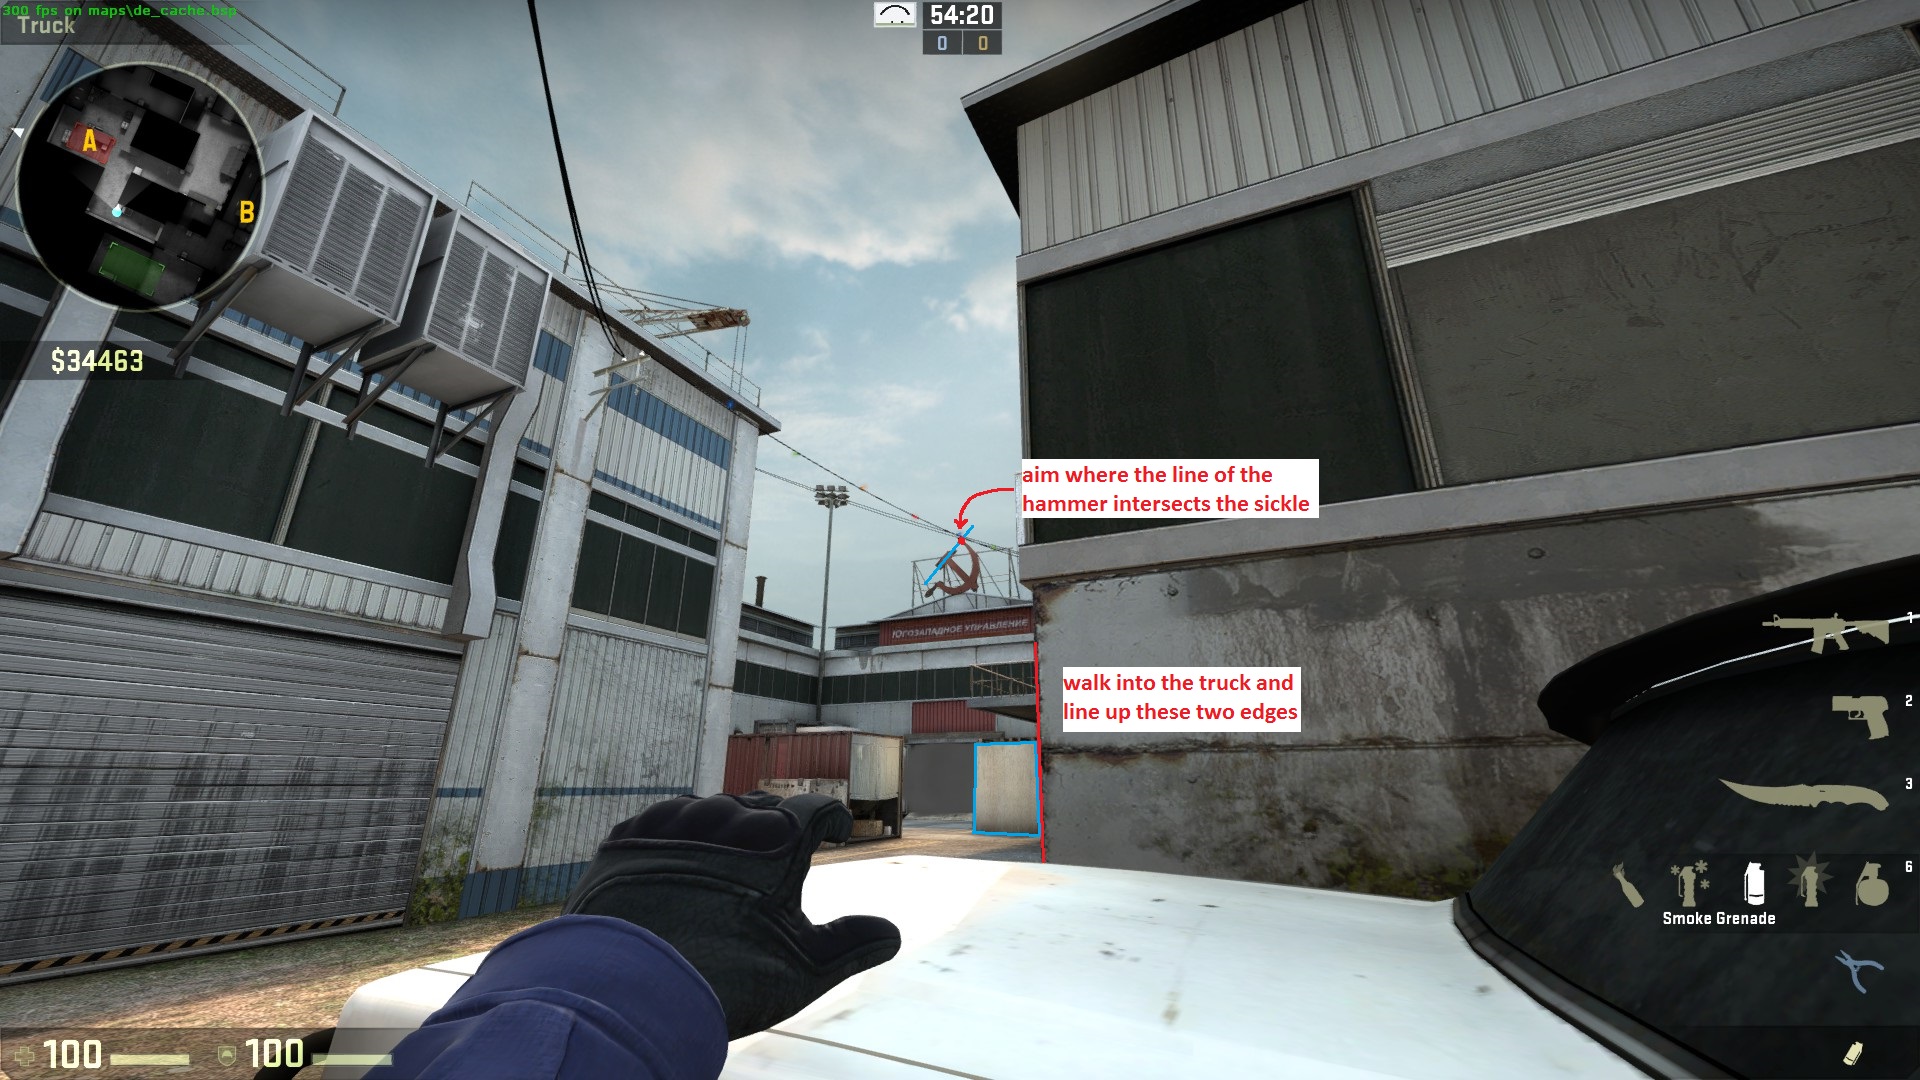 300 fps on maps\de_cache.bsp
Truck
54:20
0 0
A
B
$34463
aim where the line of the
hammer intersects the sickle
ЮГОЗАПАДНОЕ УПРАВЛЕНИЕ
walk into the truck and
line up these two edges
1
2
3
6
Smoke Grenade
100
100